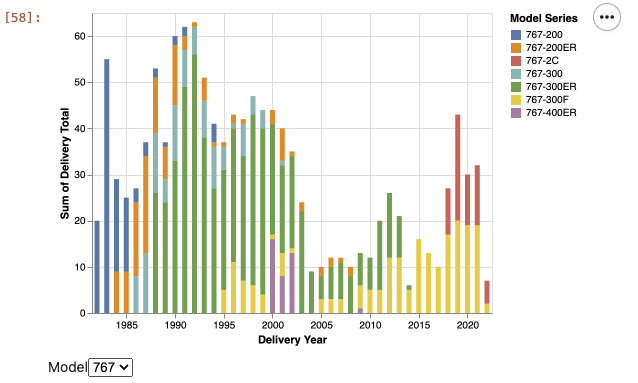 [58]:
Sum of Delivery Total
60
50
40
30
20
10
0
1985 1990 1995 2000 2005 2010 2015 2020
Delivery Year
Model Series
767-200
767-200ER
767-2C
767-300
767-300ER
767-300F
767-400ER
Model 767